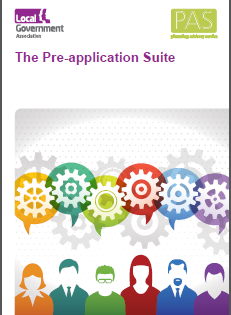 Local
Government
Association
PAS
planning advisory service
The Pre-application Suite